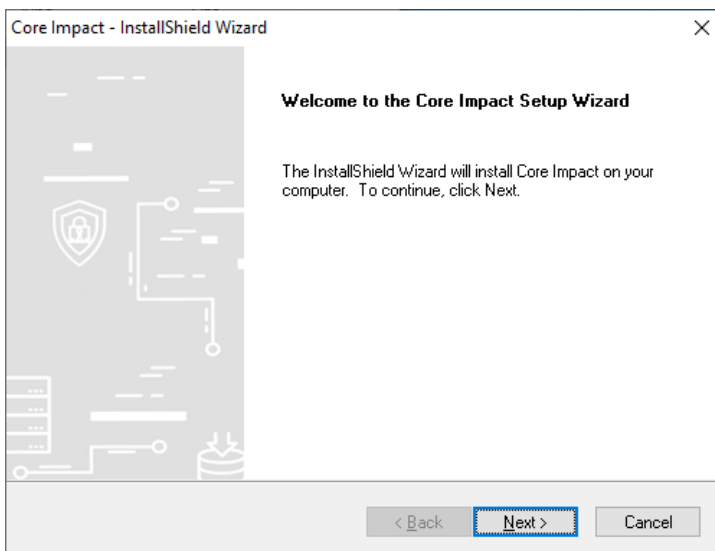 Core Impact - InstallShield Wizard
Welcome to the Core Impact Setup Wizard
The InstallShield Wizard will install Core Impact on your
computer. To continue, click Next.
< Back Next > Cancel